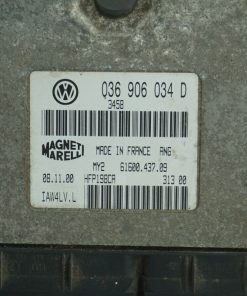 036 906 034 D
3458
MAGNETI MARELLI
MADE IN FRANCE ANG
MY2 61600.437.09
08.11.00 HFP198CA 313 00
IAW4LV.L